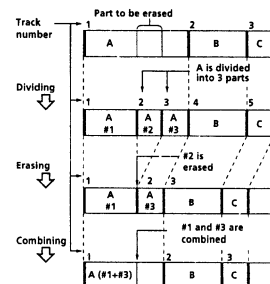 Track number
Part to be erased
1 2 3
A B C
Dividing
A is divided into 3 parts
1 2 3 4 5
A #1 A #2 A #3 B C
Erasing
#2 is erased
1 2 3
A #1 A #3 B C
Combining
#1 and #3 are combined
1 2 3
A (#1+#3) B C